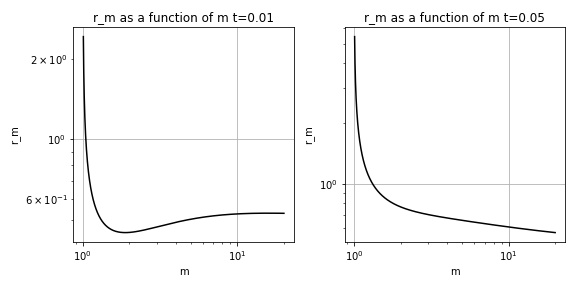 r_m as a function of m t=0.01
r_m
2 × 10⁰
10⁰
6 × 10⁻¹
10⁰
10¹
m
r_m as a function of m t=0.05
r_m
10⁰
10⁰
10¹
m